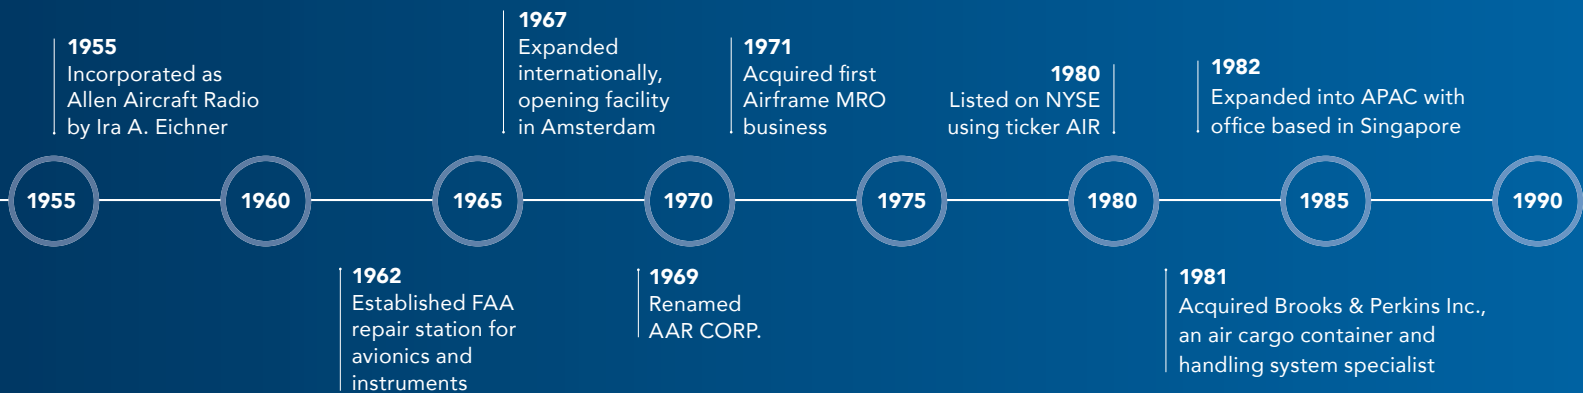 1955
Incorporated as
Allen Aircraft Radio
by Ira A. Eichner
1967
Expanded
internationally,
opening facility
in Amsterdam
1971
Acquired first
Airframe MRO
business
1980
Listed on NYSE
using ticker AIR
1982
Expanded into APAC with
office based in Singapore
1955
1960
1965
1970
1975
1980
1985
1990
1962
Established FAA
repair station for
avionics and
instruments
1969
Renamed
AAR CORP.
1981
Acquired Brooks & Perkins Inc.,
an air cargo container and
handling system specialist